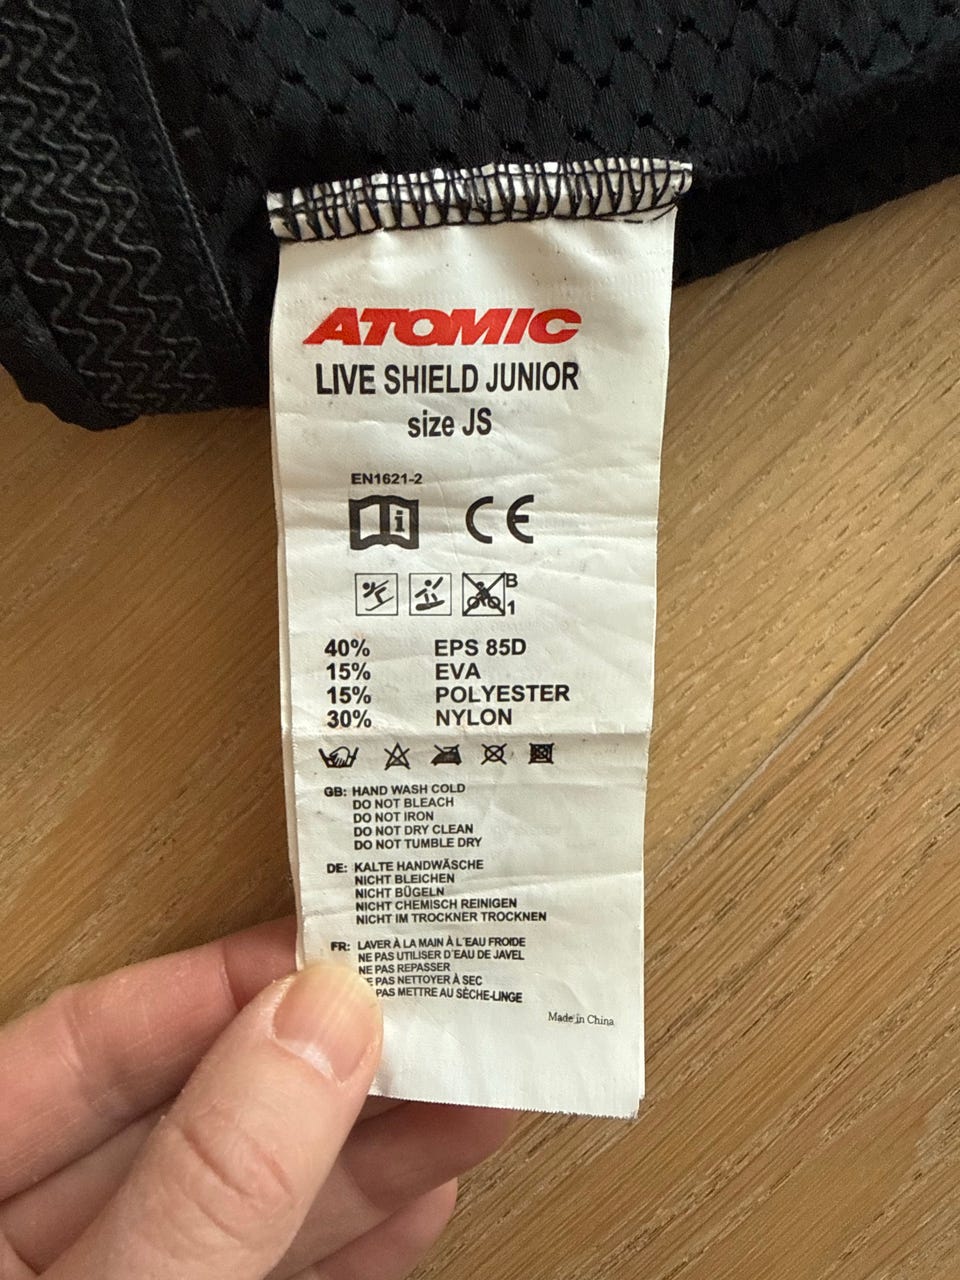 ATOMIC
LIVE SHIELD JUNIOR
size JS
EN1621-2
i CE
B
1
40% EPS 85D
15% EVA
15% POLYESTER
30% NYLON
GB: HAND WASH COLD
DO NOT BLEACH
DO NOT IRON
DO NOT DRY CLEAN
DO NOT TUMBLE DRY
DE: KALTE HANDWÄSCHE
NICHT BLEICHEN
NICHT BÜGELN
NICHT CHEMISCH REINIGEN
NICHT IM TROCKNER TROCKNEN
FR: LAVER À LA MAIN À L'EAU FROIDE
NE PAS UTILISER D'EAU DE JAVEL
NE PAS REPASSER
PAS NETTOYER À SEC
PAS METTRE AU SÈCHE-LINGE
Made in China